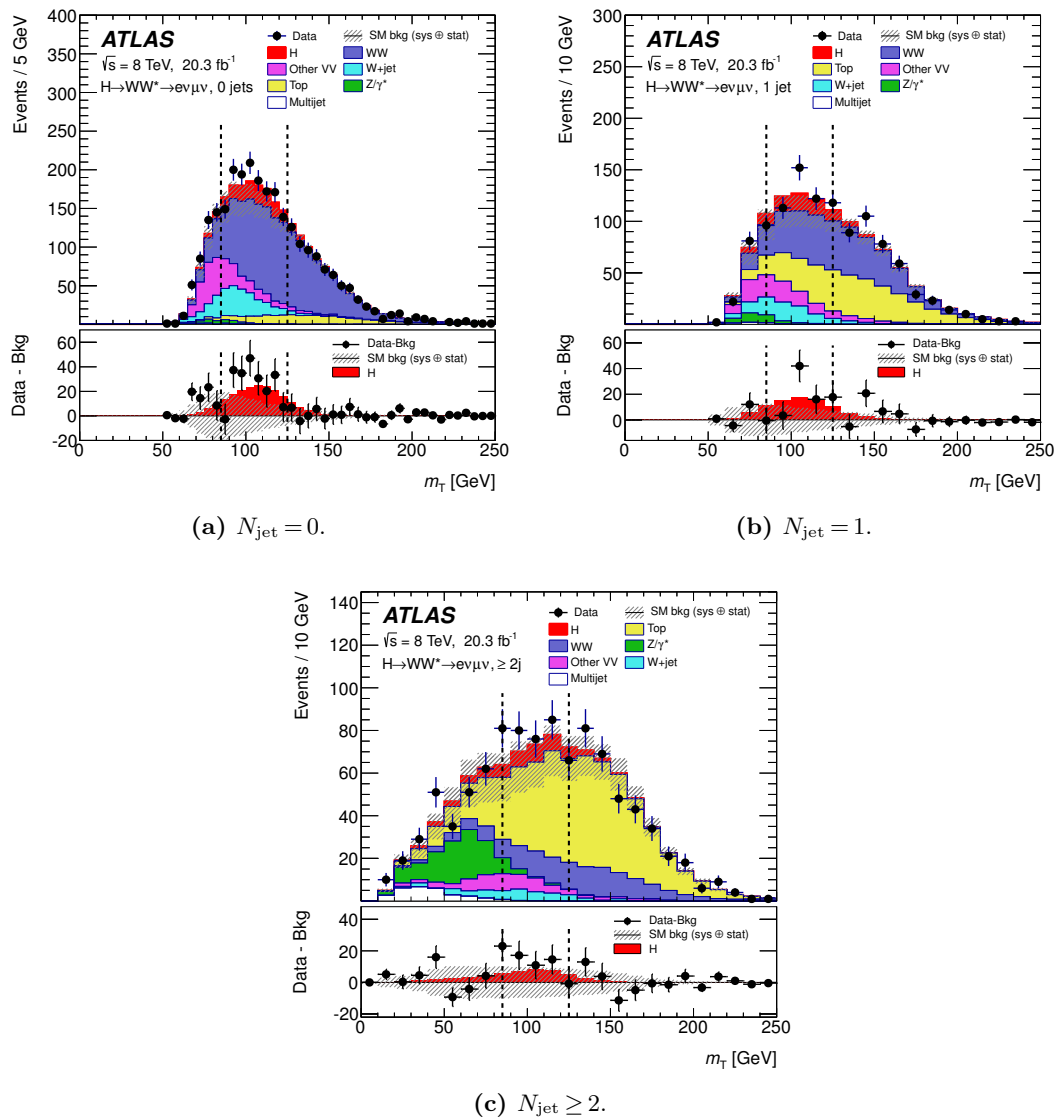 Events / 5 GeV
400
350
300
250
200
150
100
50
ATLAS
√s = 8 TeV, 20.3 fb⁻¹
H→WW*→eνμν, 0 jets
Data
SM bkg (sys ⊕ stat)
H
WW
Other VV
W+jet
Top
Z/γ*
Multijet
Data - Bkg
60
40
20
0
-20
Data-Bkg
SM bkg (sys ⊕ stat)
H
0 50 100 150 200 250
m_T [GeV]
(a) N_jet = 0.
Events / 10 GeV
300
250
200
150
100
50
ATLAS
√s = 8 TeV, 20.3 fb⁻¹
H→WW*→eνμν, 1 jet
Data
SM bkg (sys ⊕ stat)
H
WW
Top
Other VV
W+jet
Z/γ*
Multijet
Data - Bkg
60
40
20
0
-20
Data-Bkg
SM bkg (sys ⊕ stat)
H
0 50 100 150 200 250
m_T [GeV]
(b) N_jet = 1.
Events / 10 GeV
140
120
100
80
60
40
20
ATLAS
√s = 8 TeV, 20.3 fb⁻¹
H→WW*→eνμν, ≥ 2j
Data
SM bkg (sys ⊕ stat)
H
Top
WW
Z/γ*
Other VV
W+jet
Multijet
Data - Bkg
40
20
0
-20
Data-Bkg
SM bkg (sys ⊕ stat)
H
0 50 100 150 200 250
m_T [GeV]
(c) N_jet ≥ 2.